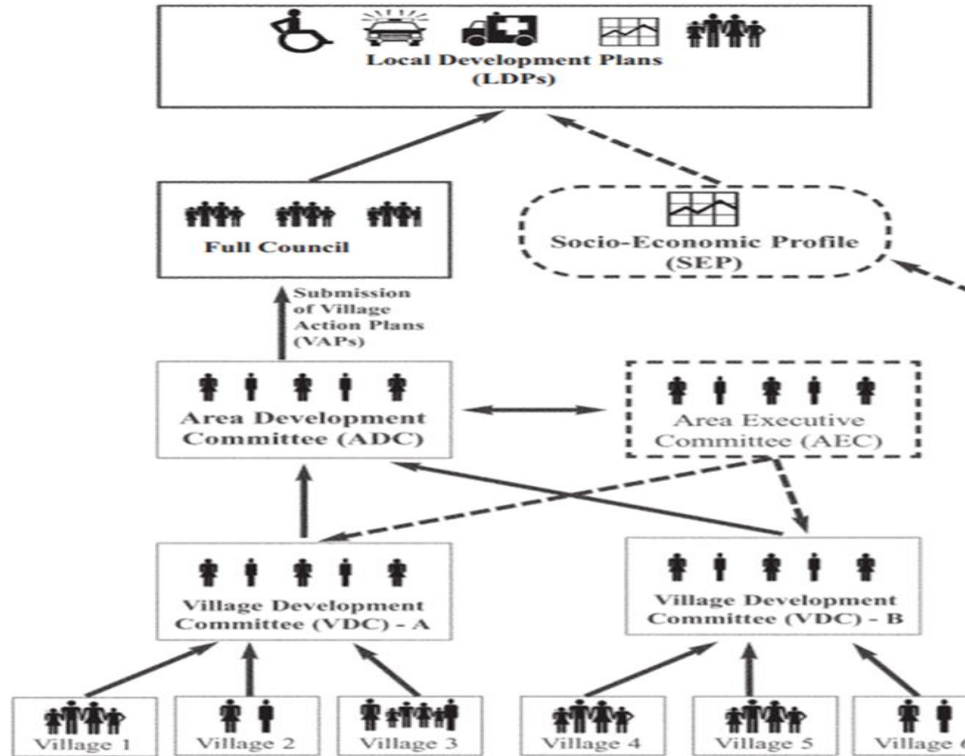 Local Development Plans
(LDPs)
Full Council
Socio-Economic Profile
(SEP)
Submission
of Village
Action Plans
(VAPs)
Area Development
Committee (ADC)
Area Executive
Committee (AEC)
Village Development
Committee (VDC) - A
Village Development
Committee (VDC) - B
Village 1
Village 2
Village 3
Village 4
Village 5
Village 6